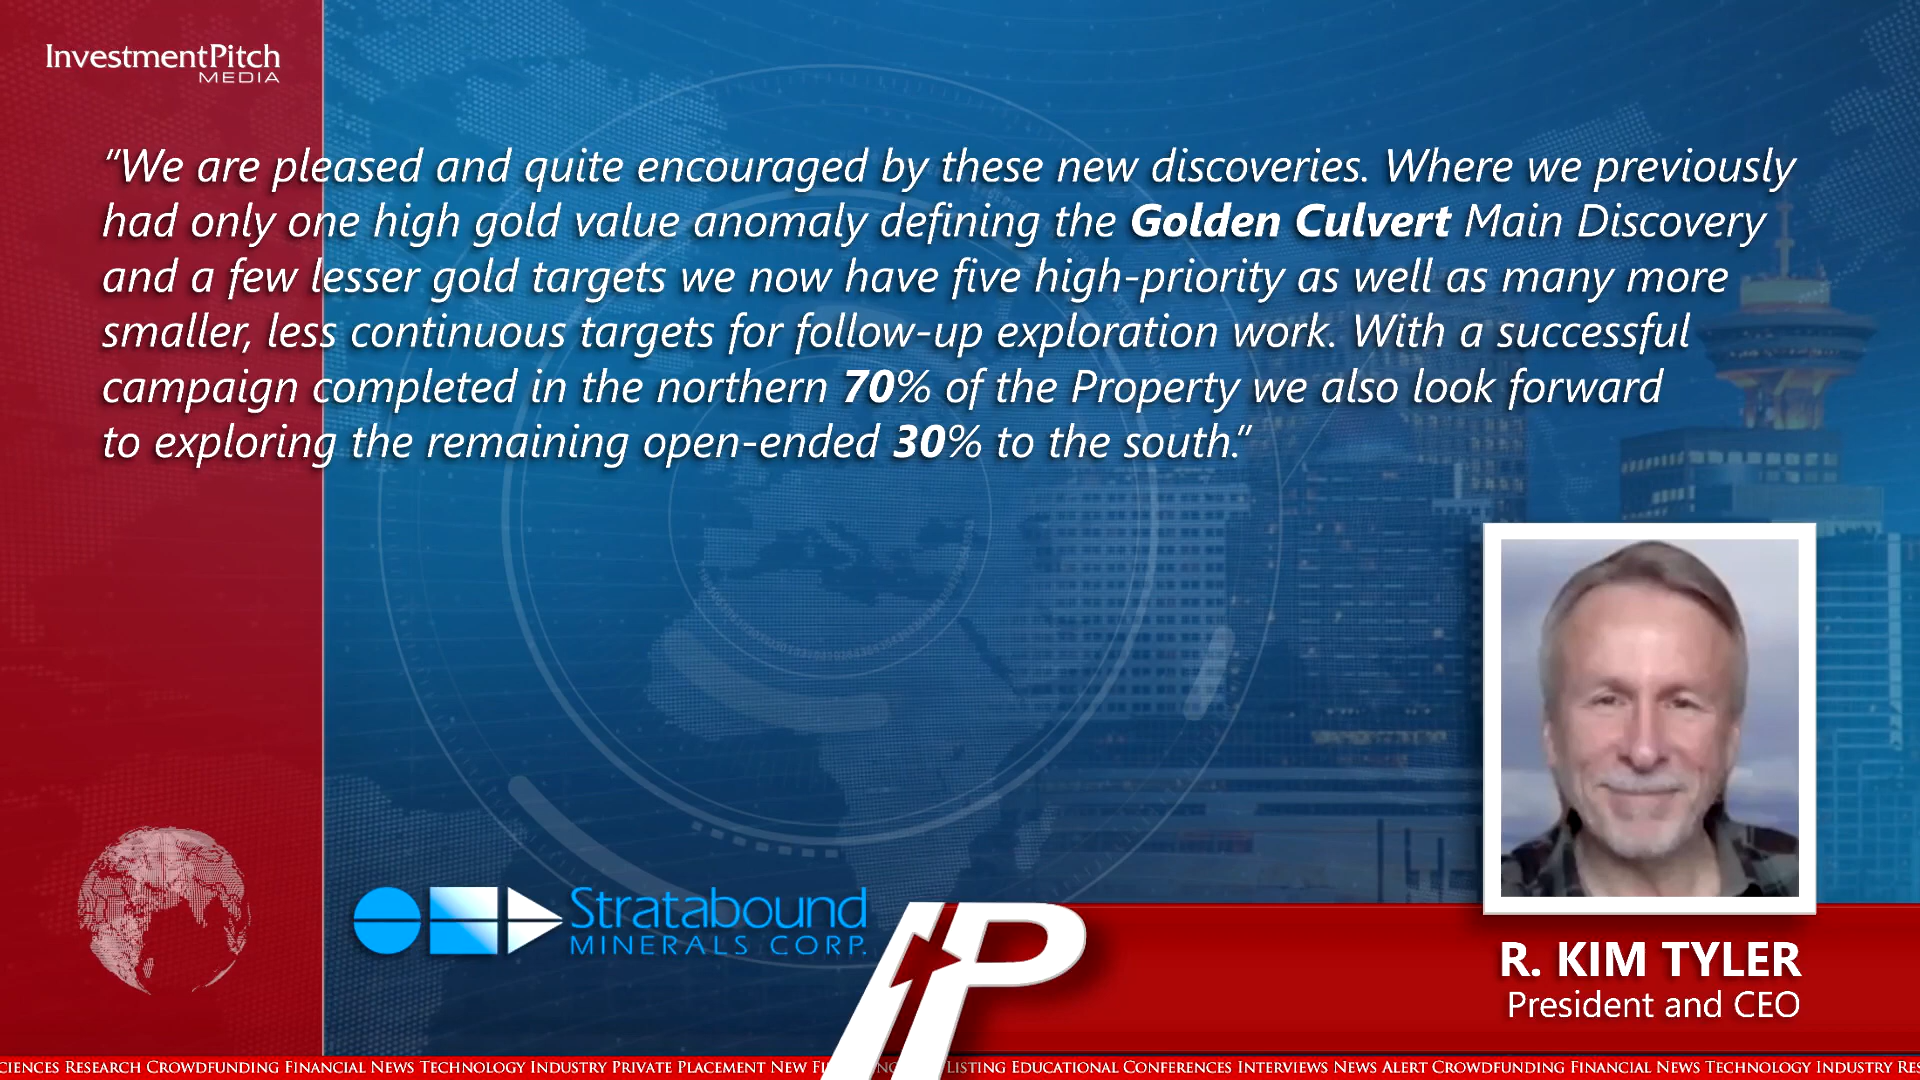 InvestmentPitch
MEDIA
“We are pleased and quite encouraged by these new discoveries. Where we previously
had only one high gold value anomaly defining the Golden Culvert Main Discovery
and a few lesser gold targets we now have five high-priority as well as many more
smaller, less continuous targets for follow-up exploration work. With a successful
campaign completed in the northern 70% of the Property we also look forward
to exploring the remaining open-ended 30% to the south.“
Stratabound
MINERALS CORP.
IP
R. KIM TYLER
President and CEO
CIENCES RESEARCH CROWDFUNDING FINANCIAL NEWS TECHNOLOGY INDUSTRY PRIVATE PLACEMENT NEW LISTING EDUCATIONAL CONFERENCES INTERVIEWS NEWS ALERT CROWDFUNDING FINANCIAL NEWS TECHNOLOGY INDUSTRY RES